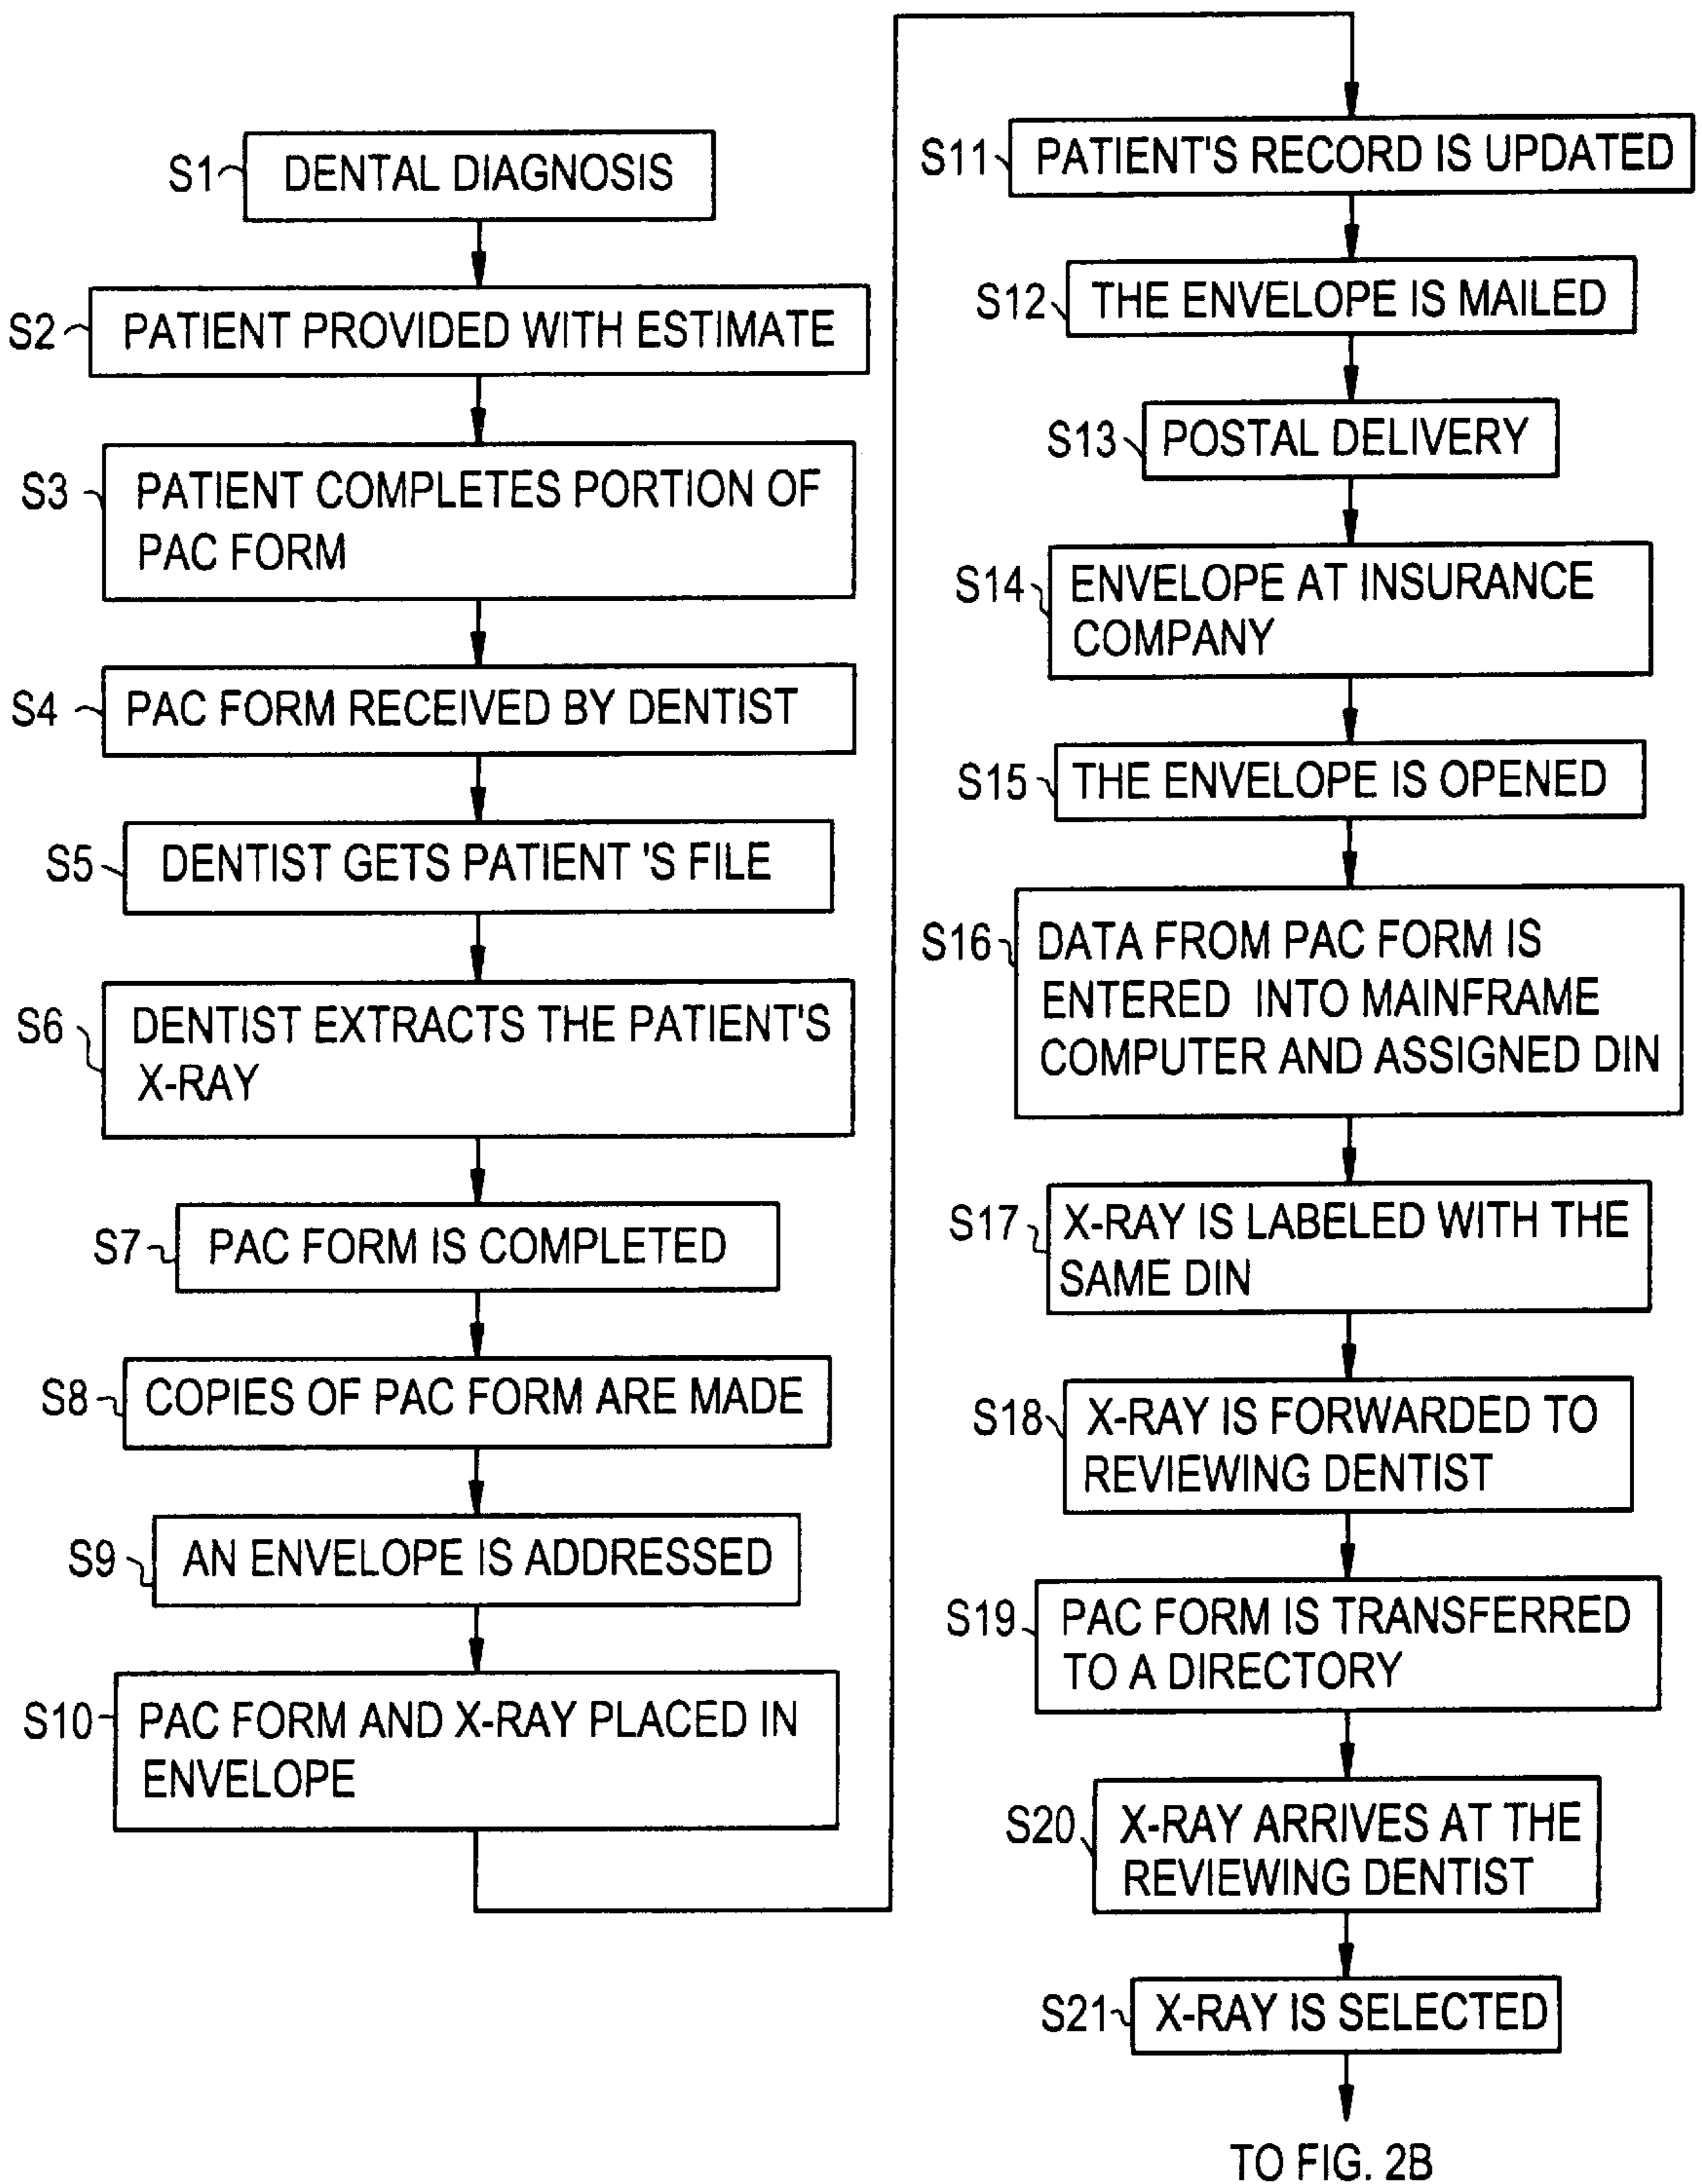 S1 DENTAL DIAGNOSIS
S2 PATIENT PROVIDED WITH ESTIMATE
S3 PATIENT COMPLETES PORTION OF
PAC FORM
S4 PAC FORM RECEIVED BY DENTIST
S5 DENTIST GETS PATIENT 'S FILE
S6 DENTIST EXTRACTS THE PATIENT'S
X-RAY
S7 PAC FORM IS COMPLETED
S8 COPIES OF PAC FORM ARE MADE
S9 AN ENVELOPE IS ADDRESSED
S10 PAC FORM AND X-RAY PLACED IN
ENVELOPE
S11 PATIENT'S RECORD IS UPDATED
S12 THE ENVELOPE IS MAILED
S13 POSTAL DELIVERY
S14 ENVELOPE AT INSURANCE
COMPANY
S15 THE ENVELOPE IS OPENED
S16 DATA FROM PAC FORM IS
ENTERED INTO MAINFRAME
COMPUTER AND ASSIGNED DIN
S17 X-RAY IS LABELED WITH THE
SAME DIN
S18 X-RAY IS FORWARDED TO
REVIEWING DENTIST
S19 PAC FORM IS TRANSFERRED
TO A DIRECTORY
S20 X-RAY ARRIVES AT THE
REVIEWING DENTIST
S21 X-RAY IS SELECTED
TO FIG. 2B